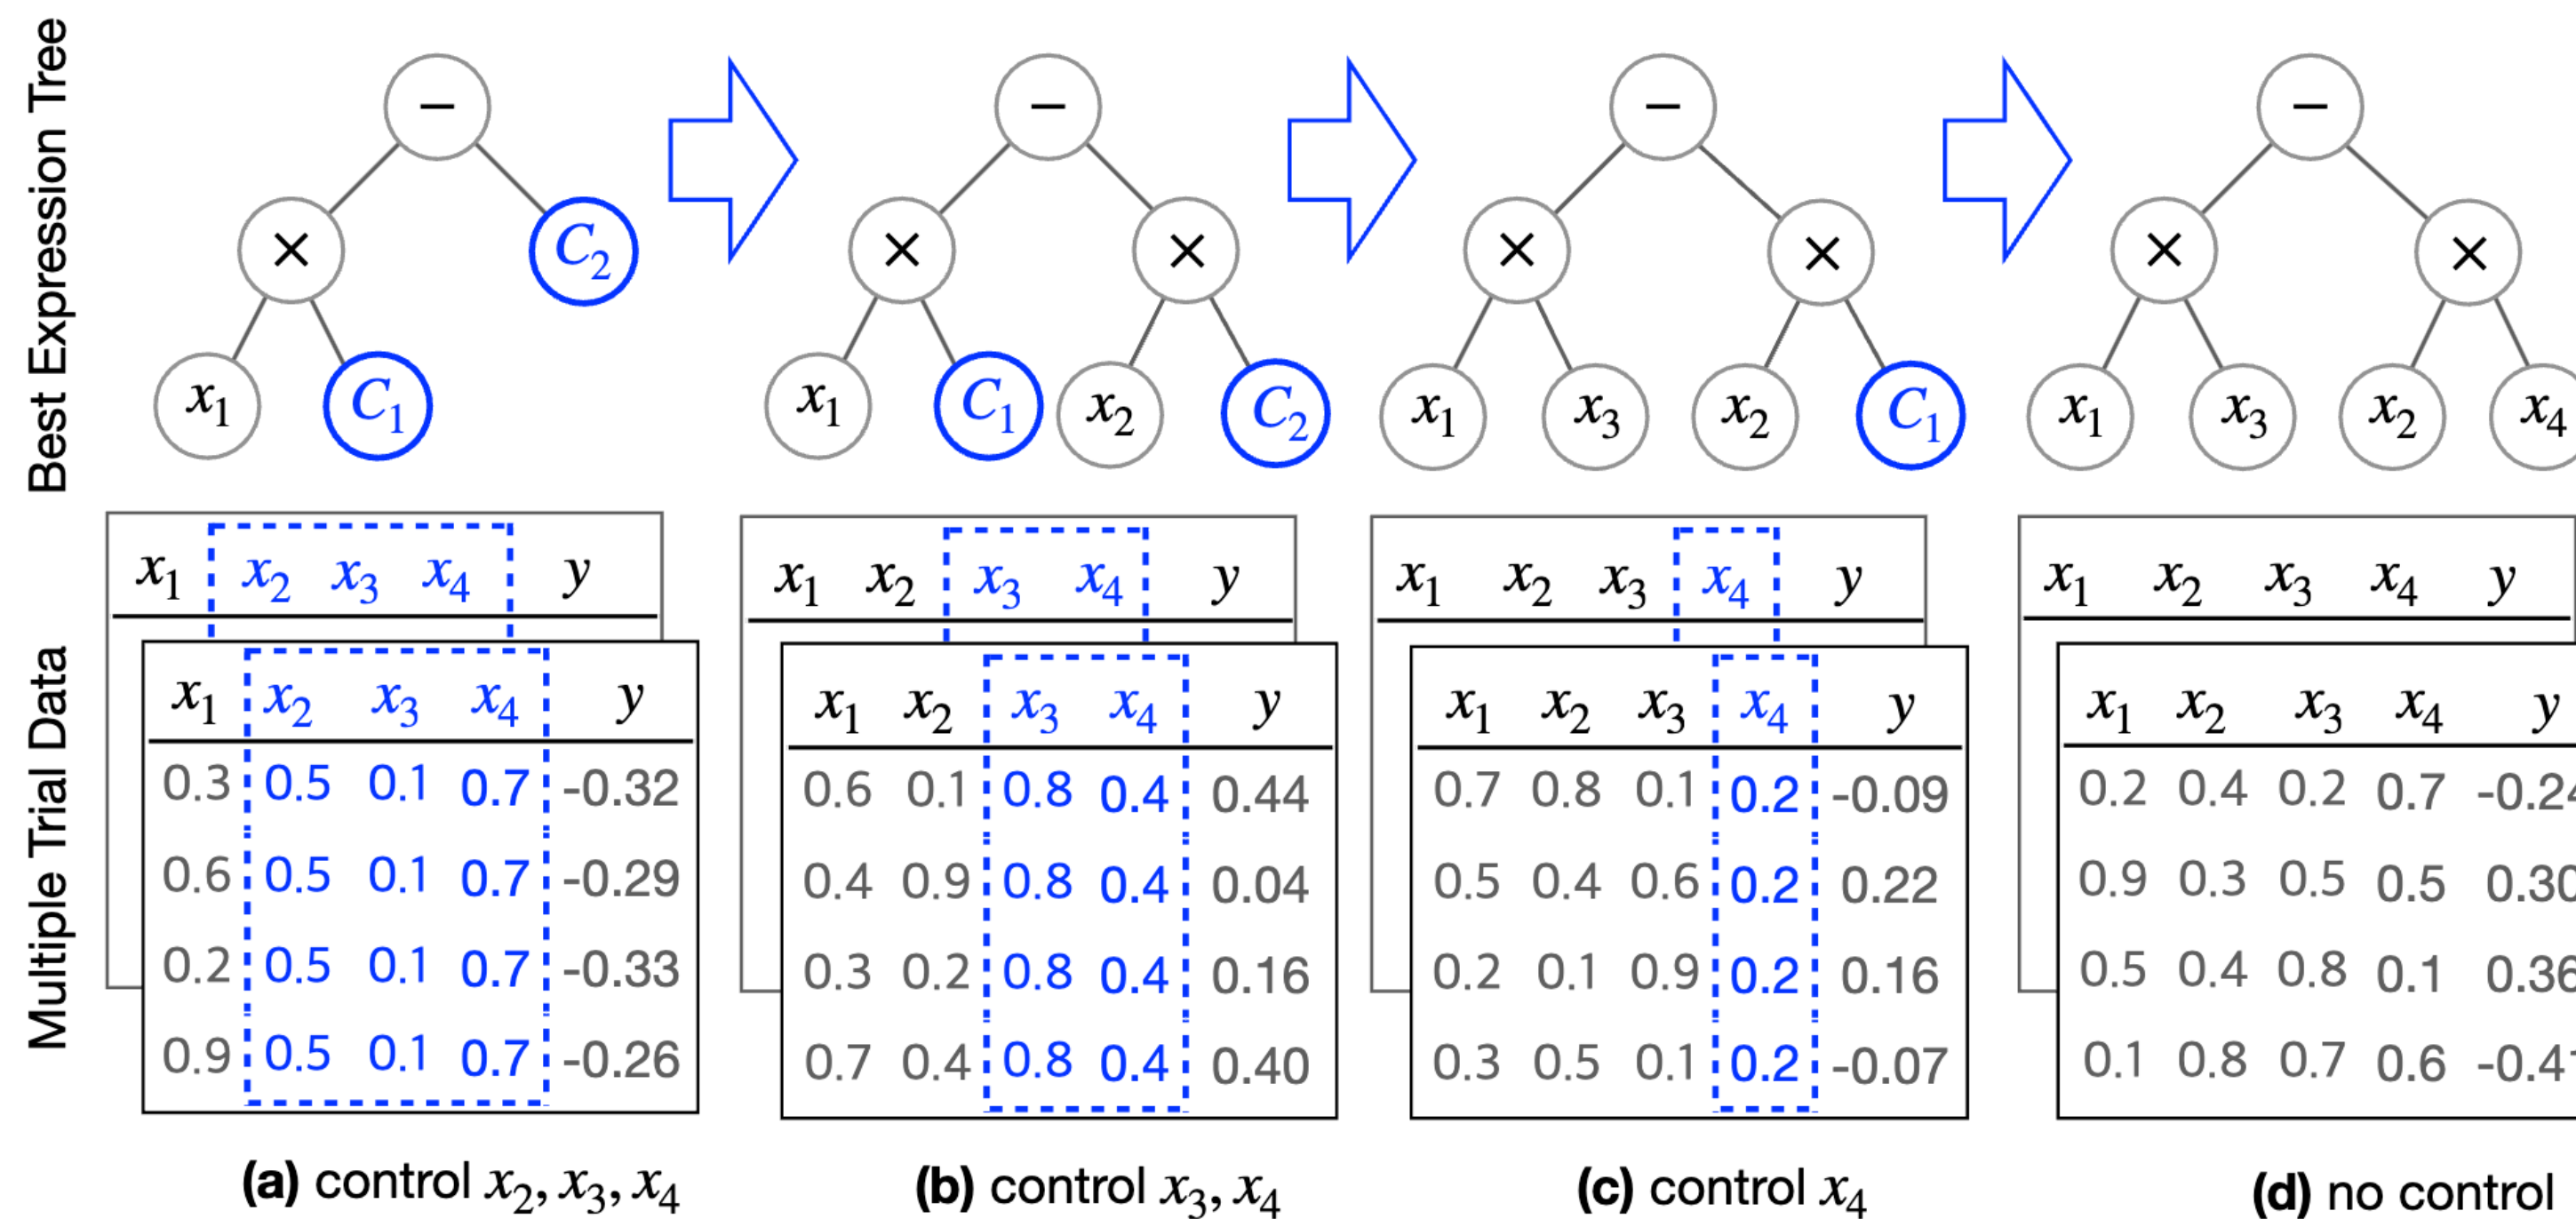 Best Expression Tree
− − − −
× C₂ × × × × × ×
x₁ C₁ x₁ C₁ x₂ C₂ x₁ x₃ x₂ C₁ x₁ x₃ x₂ x₄
Multiple Trial Data
x₁ x₂ x₃ x₄ y
x₁ x₂ x₃ x₄ y
0.3 0.5 0.1 0.7 -0.32
0.6 0.5 0.1 0.7 -0.29
0.2 0.5 0.1 0.7 -0.33
0.9 0.5 0.1 0.7 -0.26
(a) control x₂, x₃, x₄
x₁ x₂ x₃ x₄ y
x₁ x₂ x₃ x₄ y
0.6 0.1 0.8 0.4 0.44
0.4 0.9 0.8 0.4 0.04
0.3 0.2 0.8 0.4 0.16
0.7 0.4 0.8 0.4 0.40
(b) control x₃, x₄
x₁ x₂ x₃ x₄ y
x₁ x₂ x₃ x₄ y
0.7 0.8 0.1 0.2 -0.09
0.5 0.4 0.6 0.2 0.22
0.2 0.1 0.9 0.2 0.16
0.3 0.5 0.1 0.2 -0.07
(c) control x₄
x₁ x₂ x₃ x₄ y
x₁ x₂ x₃ x₄ y
0.2 0.4 0.2 0.7 -0.24
0.9 0.3 0.5 0.5 0.30
0.5 0.4 0.8 0.1 0.36
0.1 0.8 0.7 0.6 -0.41
(d) no control